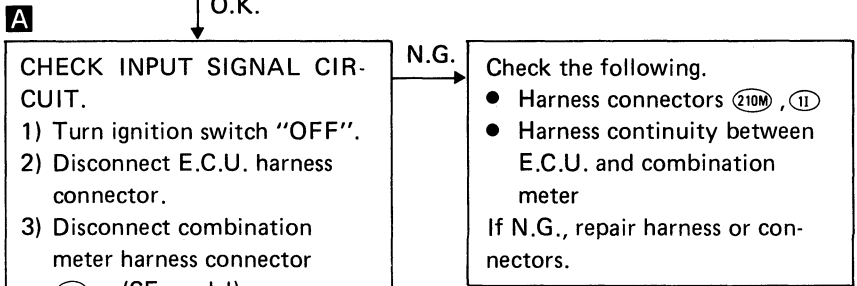 O.K.
A
CHECK INPUT SIGNAL CIR-
CUIT.
1) Turn ignition switch "OFF".
2) Disconnect E.C.U. harness
connector.
3) Disconnect combination
meter harness connector
N.G.
Check the following.
● Harness connectors 210M , 1I
● Harness continuity between
E.C.U. and combination
meter
If N.G., repair harness or con-
nectors.